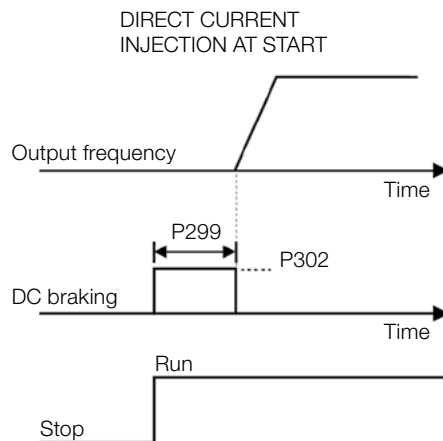 DIRECT CURRENT
INJECTION AT START
Output frequency
Time
P299
P302
DC braking
Time
Run
Stop